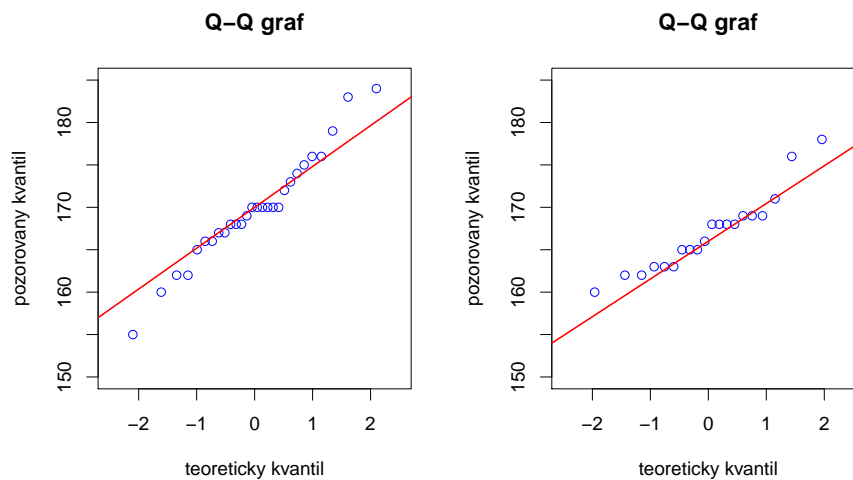 Q−Q graf
pozorovany kvantil
180
170
160
150
−2 −1 0 1 2
teoreticky kvantil
Q−Q graf
pozorovany kvantil
180
170
160
150
−2 −1 0 1 2
teoreticky kvantil